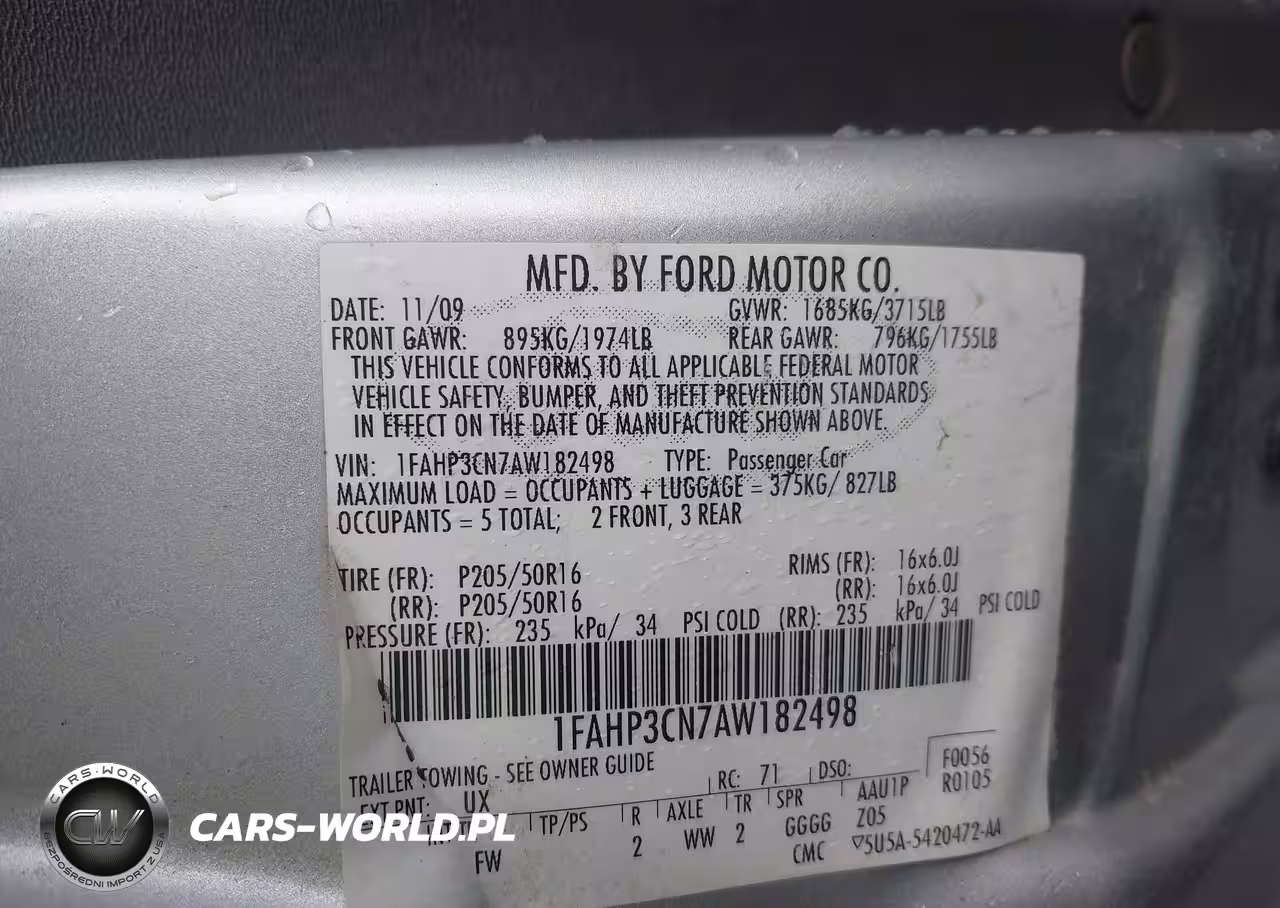 MFD. BY FORD MOTOR CO.
DATE: 11/09 GVWR: 1685KG/3715LB
FRONT GAWR: 895KG/1974LB REAR GAWR: 796KG/1755LB
THIS VEHICLE CONFORMS TO ALL APPLICABLE FEDERAL MOTOR
VEHICLE SAFETY, BUMPER, AND THEFT PREVENTION STANDARDS
IN EFFECT ON THE DATE OF MANUFACTURE SHOWN ABOVE.
VIN: 1FAHP3CN7AW182498 TYPE: Passenger Car
MAXIMUM LOAD = OCCUPANTS + LUGGAGE = 375KG/ 827LB
OCCUPANTS = 5 TOTAL; 2 FRONT, 3 REAR
TIRE (FR): P205/50R16 RIMS (FR): 16x6.0J
(RR): P205/50R16 (RR): 16x6.0J
PRESSURE (FR): 235 kPa/ 34 PSI COLD (RR): 235 kPa/ 34 PSI COLD
1FAHP3CN7AW182498
TRAILER TOWING - SEE OWNER GUIDE RC: 71 DSO: F0056
EXT PNT: UX R0105
TP/PS R AXLE TR SPR AAU1P
FW 2 WW 2 GGGG Z05
CMC ▽5U5A-5420472-AA
CARS-WORLD
CW
BEZPOŚREDNI IMPORT Z USA
CARS-WORLD.PL